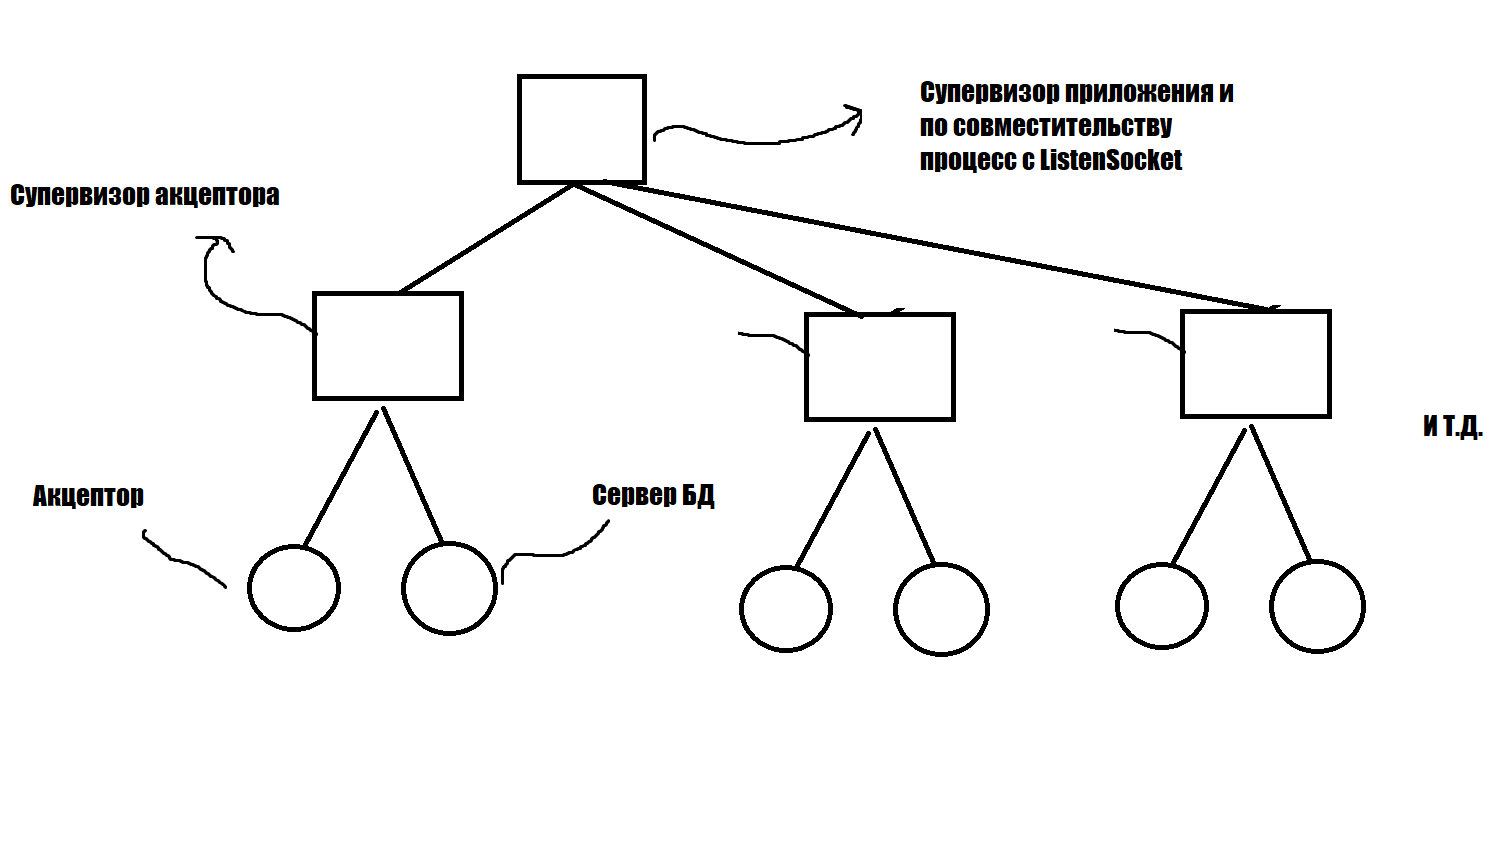 Супервизор приложения и
по совместительству
процесс с ListenSocket
Супервизор акцептора
И Т.Д.
Акцептор
Сервер БД